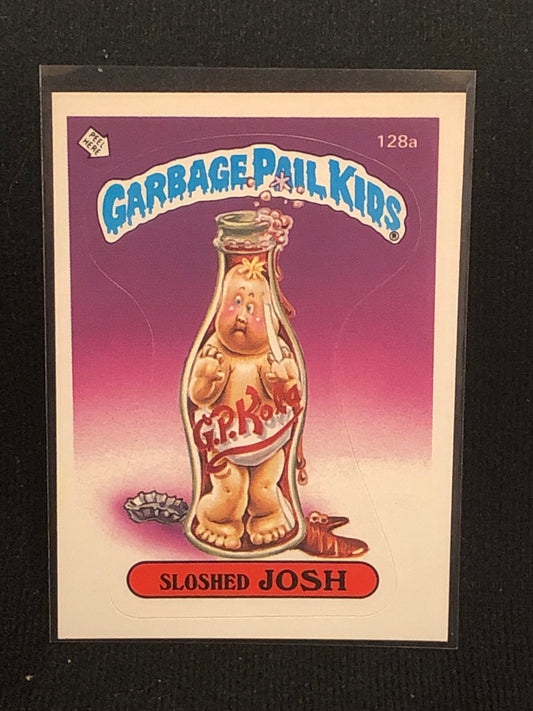 PEEL
HERE
128a
GARBAGE PAIL KIDS®
G.P. Kola
SLOSHED JOSH